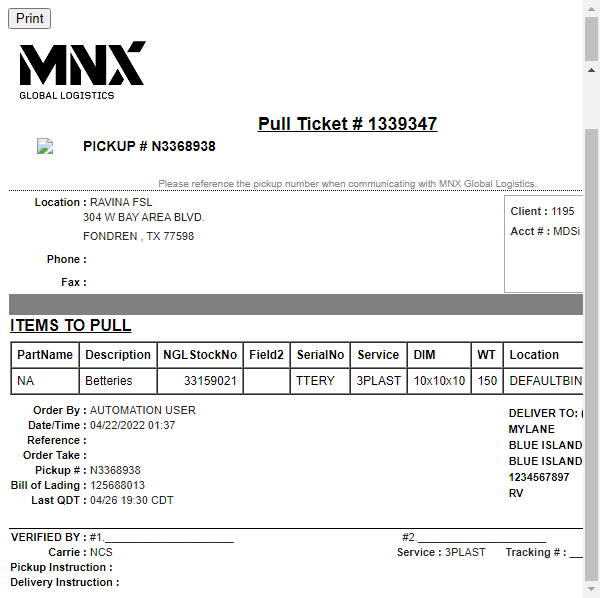 Print
MNX
GLOBAL LOGISTICS
Pull Ticket # 1339347
PICKUP # N3368938
Please reference the pickup number when communicating with MNX Global Logistics.
Location : RAVINA FSL
304 W BAY AREA BLVD.
FONDREN , TX 77598
Phone :
Fax :
Client : 1195
Acct # : MDSi
ITEMS TO PULL
PartName Description NGLStockNo Field2 SerialNo Service DIM WT Location
NA Betteries 33159021 TTERY 3PLAST 10x10x10 150 DEFAULTBIN
Order By : AUTOMATION USER
Date/Time : 04/22/2022 01:37
Reference :
Order Take :
Pickup # : N3368938
Bill of Lading : 125688013
Last QDT : 04/26 19:30 CDT
DELIVER TO: (
MYLANE
BLUE ISLAND
BLUE ISLAND
1234567897
RV
VERIFIED BY : #1.______________________ #2.______________________
Carrie : NCS Service : 3PLAST Tracking # : __
Pickup Instruction :
Delivery Instruction :